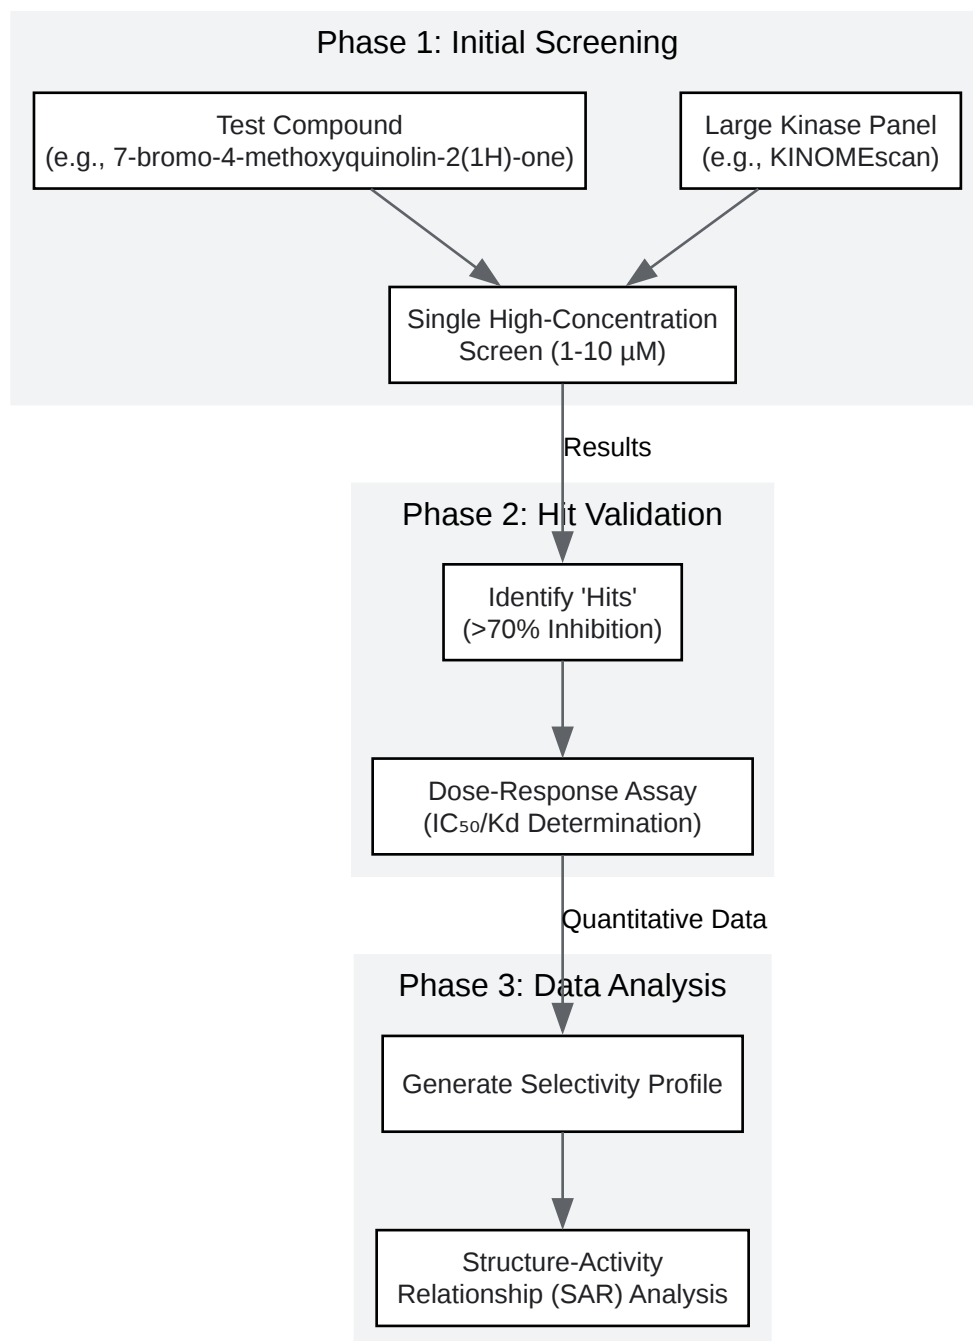 Phase 1: Initial Screening
Test Compound
(e.g., 7-bromo-4-methoxyquinolin-2(1H)-one)
Large Kinase Panel
(e.g., KINOMEscan)
Single High-Concentration
Screen (1-10 µM)
Results
Phase 2: Hit Validation
Identify 'Hits'
(>70% Inhibition)
Dose-Response Assay
(IC₅₀/Kd Determination)
Quantitative Data
Phase 3: Data Analysis
Generate Selectivity Profile
Structure-Activity
Relationship (SAR) Analysis